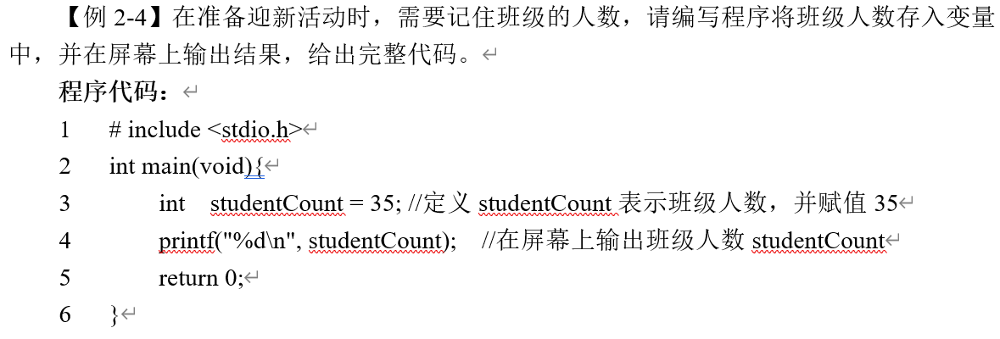 【例 2-4】在准备迎新活动时，需要记住班级的人数，请编写程序将班级人数存入变量
中，并在屏幕上输出结果，给出完整代码。↵
程序代码：↵
1 # include <stdio.h>↵
2 int main(void){↵
3 int studentCount = 35; //定义 studentCount 表示班级人数，并赋值 35↵
4 printf("%d\n", studentCount); //在屏幕上输出班级人数 studentCount↵
5 return 0;↵
6 }↵